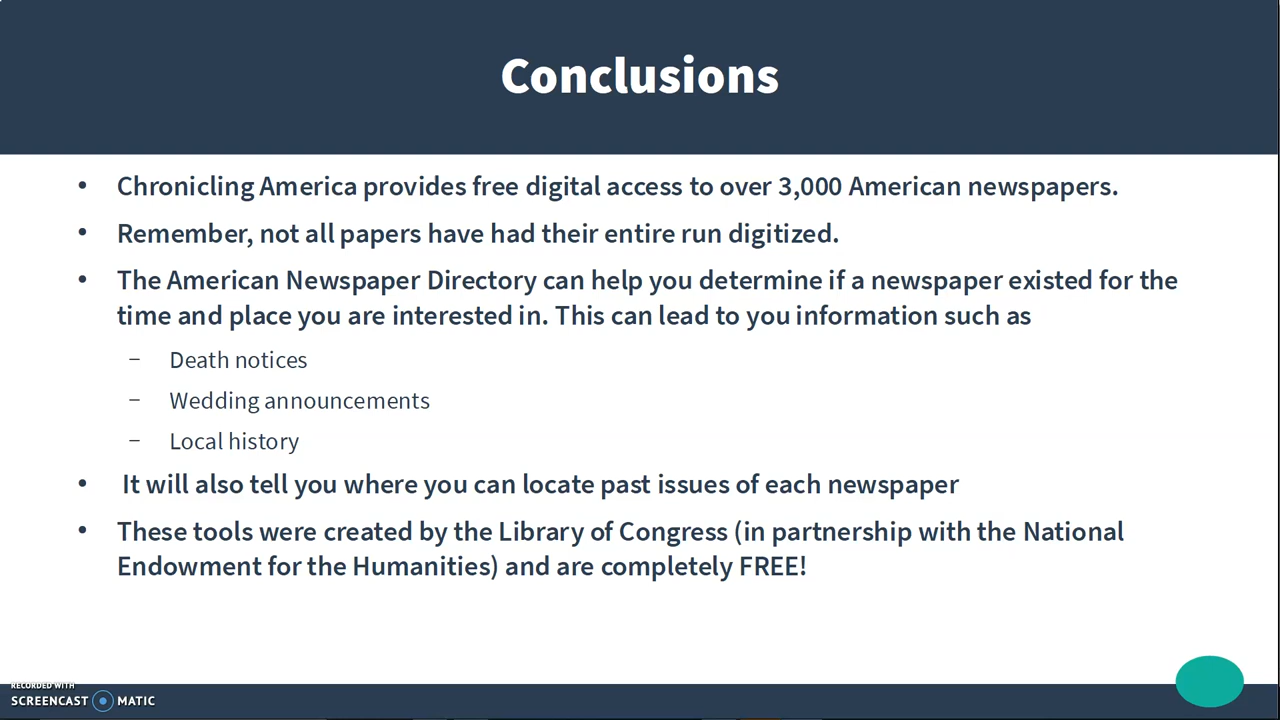 Conclusions
• Chronicling America provides free digital access to over 3,000 American newspapers.
• Remember, not all papers have had their entire run digitized.
• The American Newspaper Directory can help you determine if a newspaper existed for the
time and place you are interested in. This can lead to you information such as
– Death notices
– Wedding announcements
– Local history
• It will also tell you where you can locate past issues of each newspaper
• These tools were created by the Library of Congress (in partnership with the National
Endowment for the Humanities) and are completely FREE!
RECORDED WITH
SCREENCAST MATIC